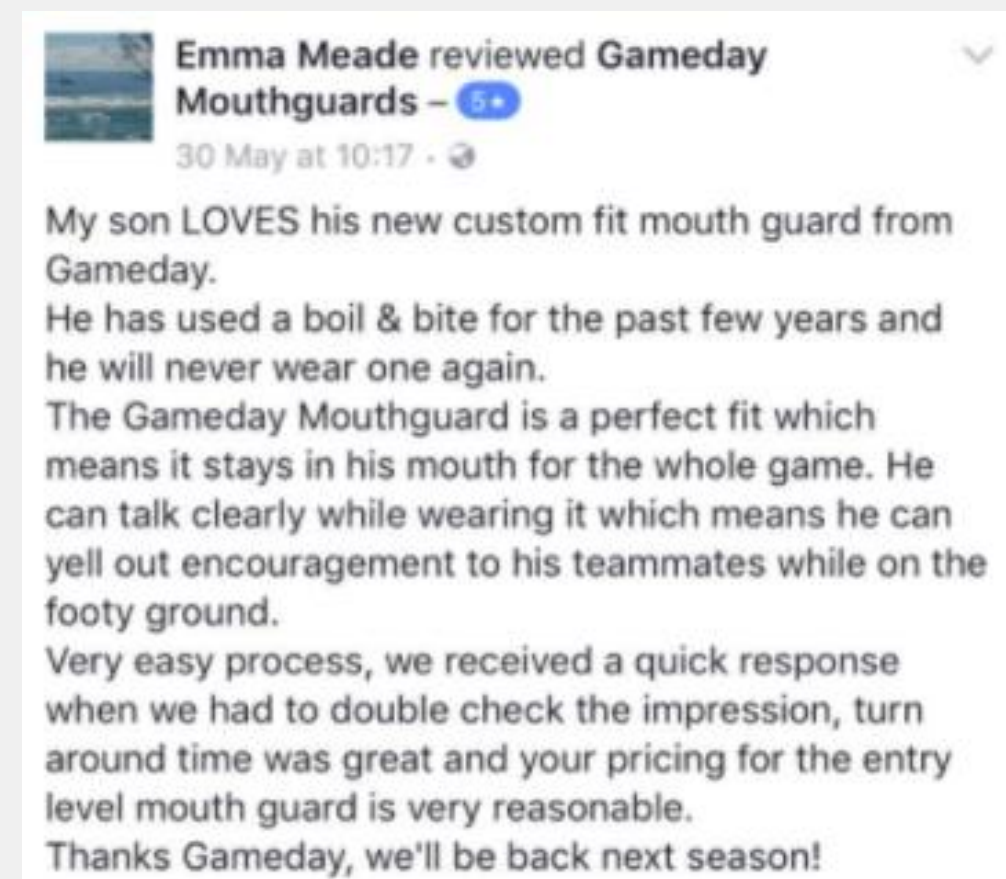 Emma Meade reviewed Gameday
Mouthguards – 5★
30 May at 10:17 ·
My son LOVES his new custom fit mouth guard from
Gameday.
He has used a boil & bite for the past few years and
he will never wear one again.
The Gameday Mouthguard is a perfect fit which
means it stays in his mouth for the whole game. He
can talk clearly while wearing it which means he can
yell out encouragement to his teammates while on the
footy ground.
Very easy process, we received a quick response
when we had to double check the impression, turn
around time was great and your pricing for the entry
level mouth guard is very reasonable.
Thanks Gameday, we'll be back next season!